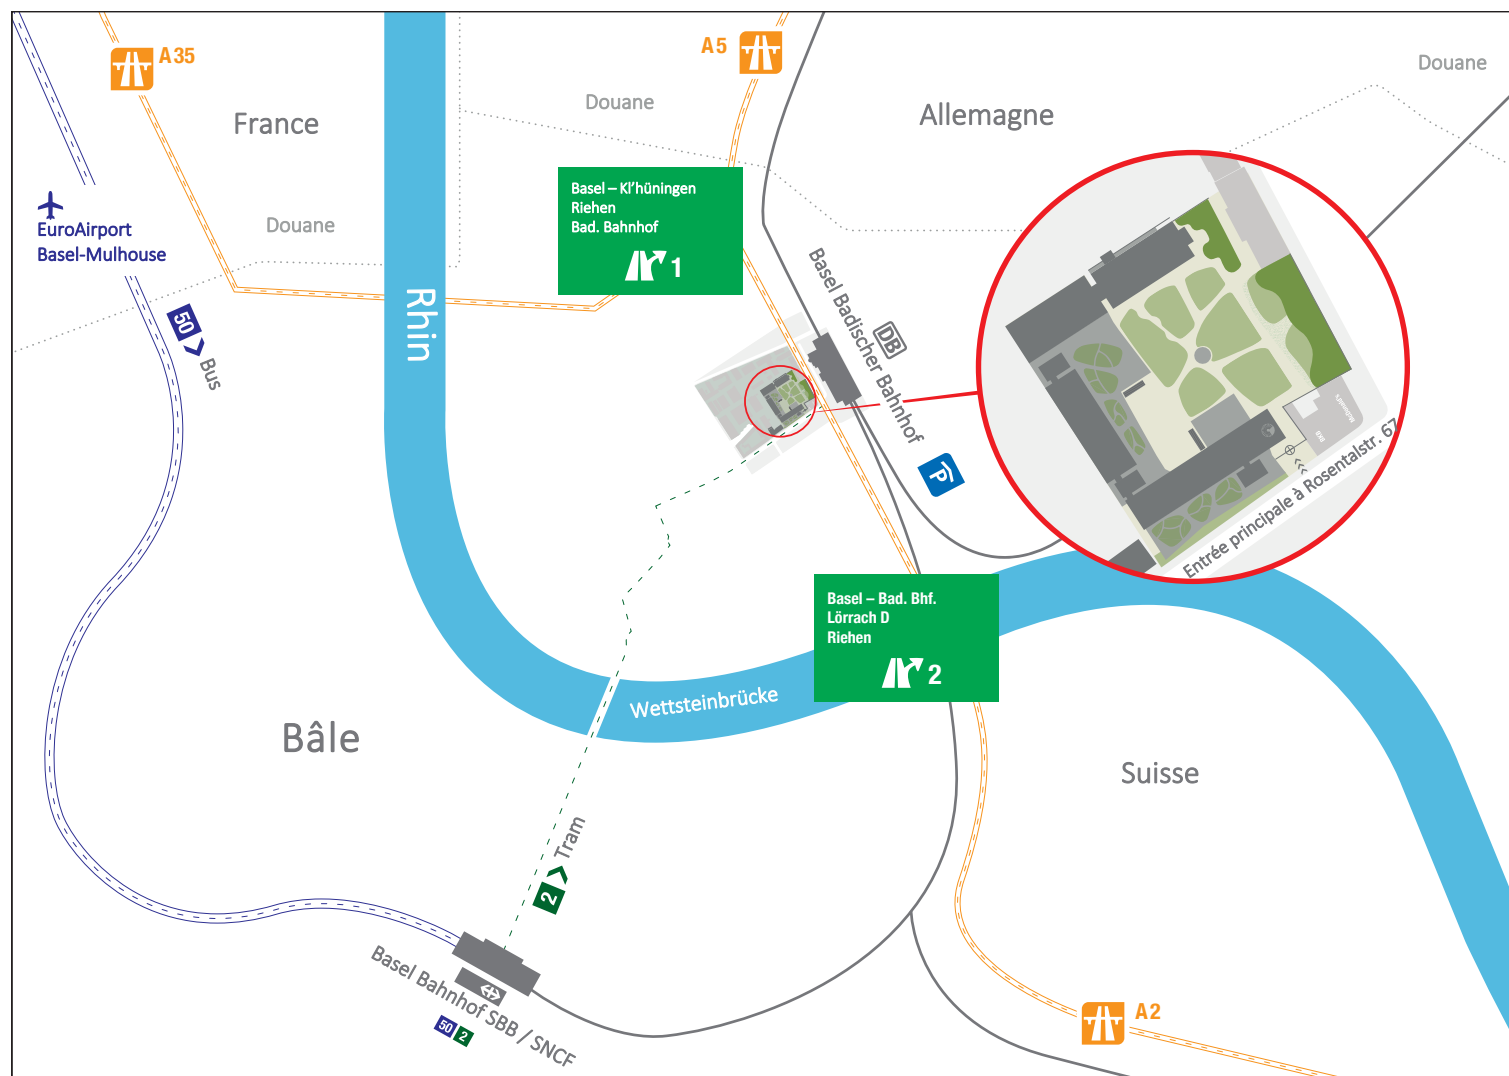 A35
A5
Douane
Douane
France
Allemagne
Basel – Kl’hüningen
Riehen
Bad. Bahnhof
1
EuroAirport
Basel-Mulhouse
Douane
50
Bus
Rhin
Basel Badischer Bahnhof
DB
P
McDonald's
BKB
Entrée principale à Rosentalstr. 67
Basel – Bad. Bhf.
Lörrach D
Riehen
2
Wettsteinbrücke
Bâle
Suisse
2
Tram
Basel Bahnhof SBB / SNCF
50
2
A2